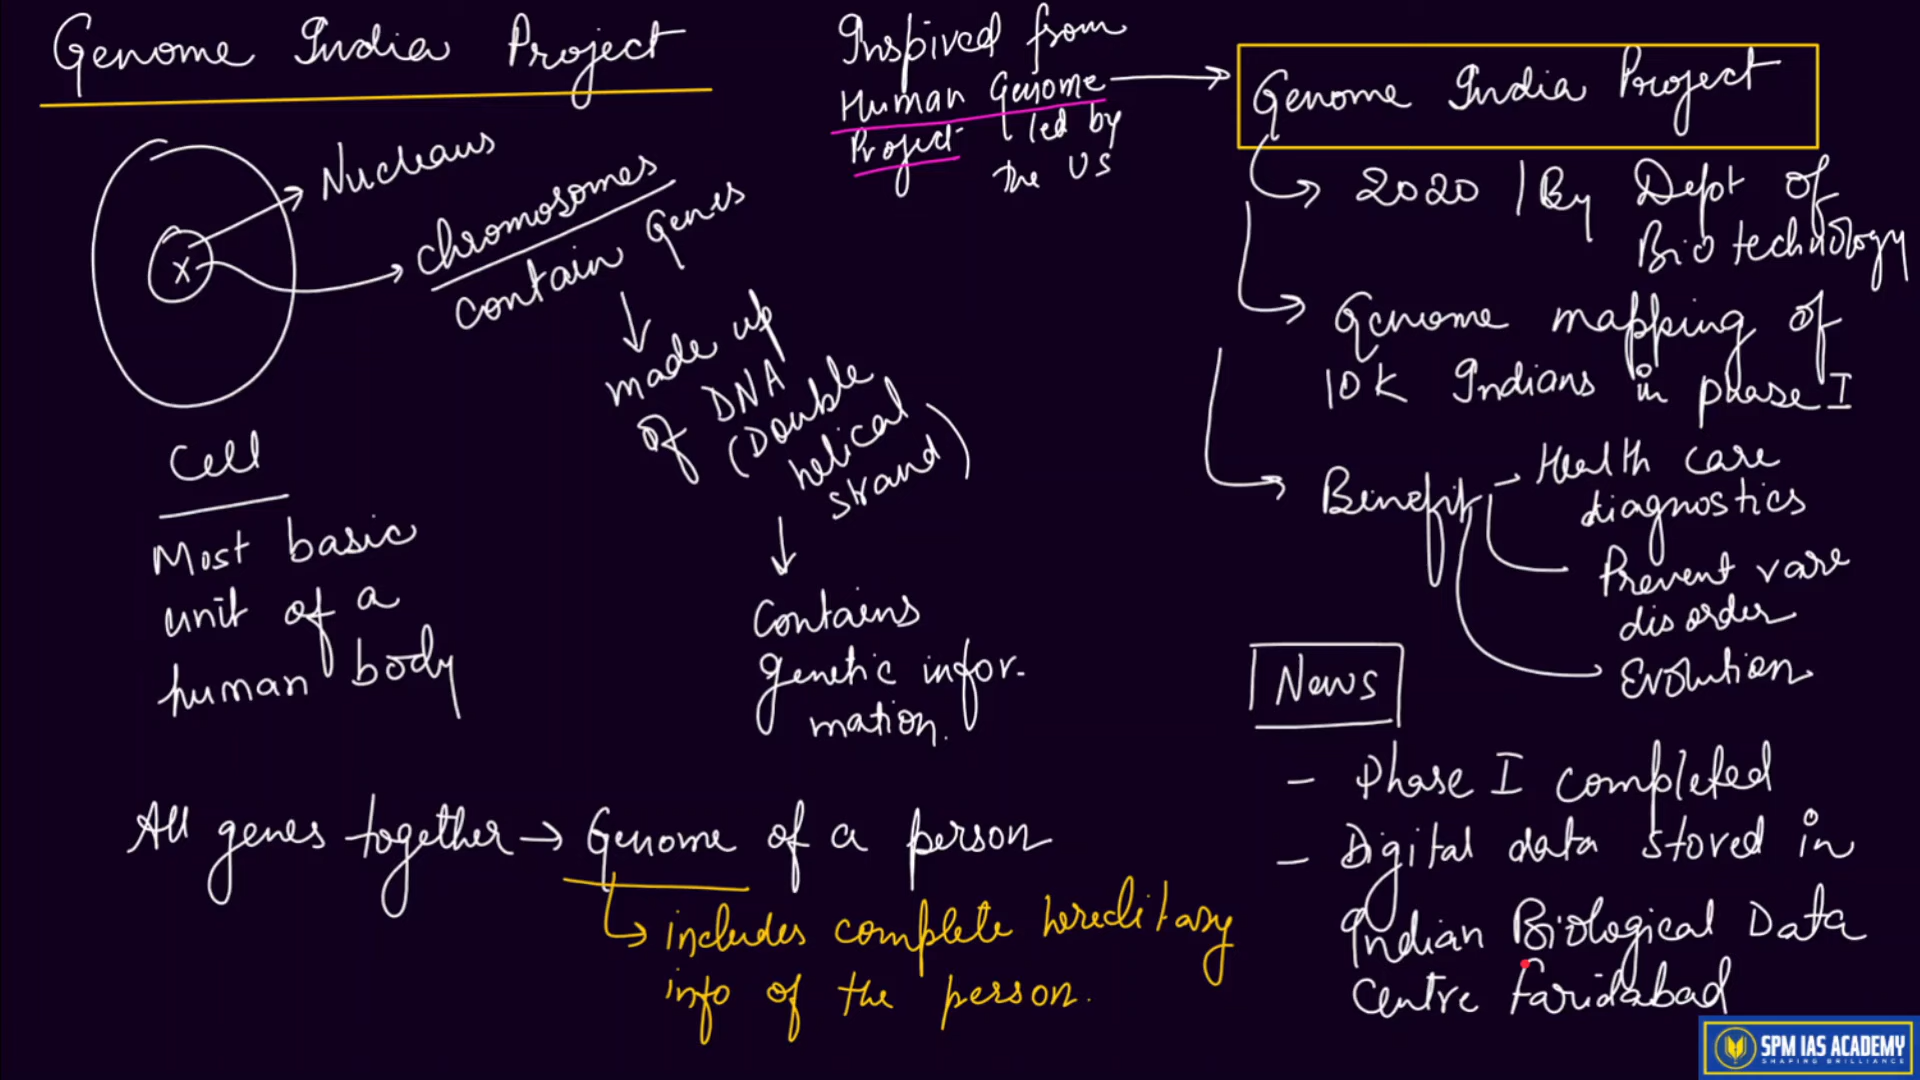 Genome India Project
Nucleaus
chromosomes
contain Genes
made up
of DNA
(Double
helical
strand)
Contains
genetic infor-
mation.
Cell
Most basic
unit of a
human body
All genes together → Genome of a person
includes complete hereditary
info of the person.
Inspired from
Human Genome
Project led by
the US
Genome India Project
2020 / By Dept of
Bio technology
Genome mapping of
10K Indians in phase I
Benefit - Health care
diagnostics
Prevent rare
disorder
Evolution
News
- Phase I completed
- Digital data stored in
Indian Biological Data
Centre Faridabad
SPM IAS ACADEMY
SHAPING BRILLIANCE